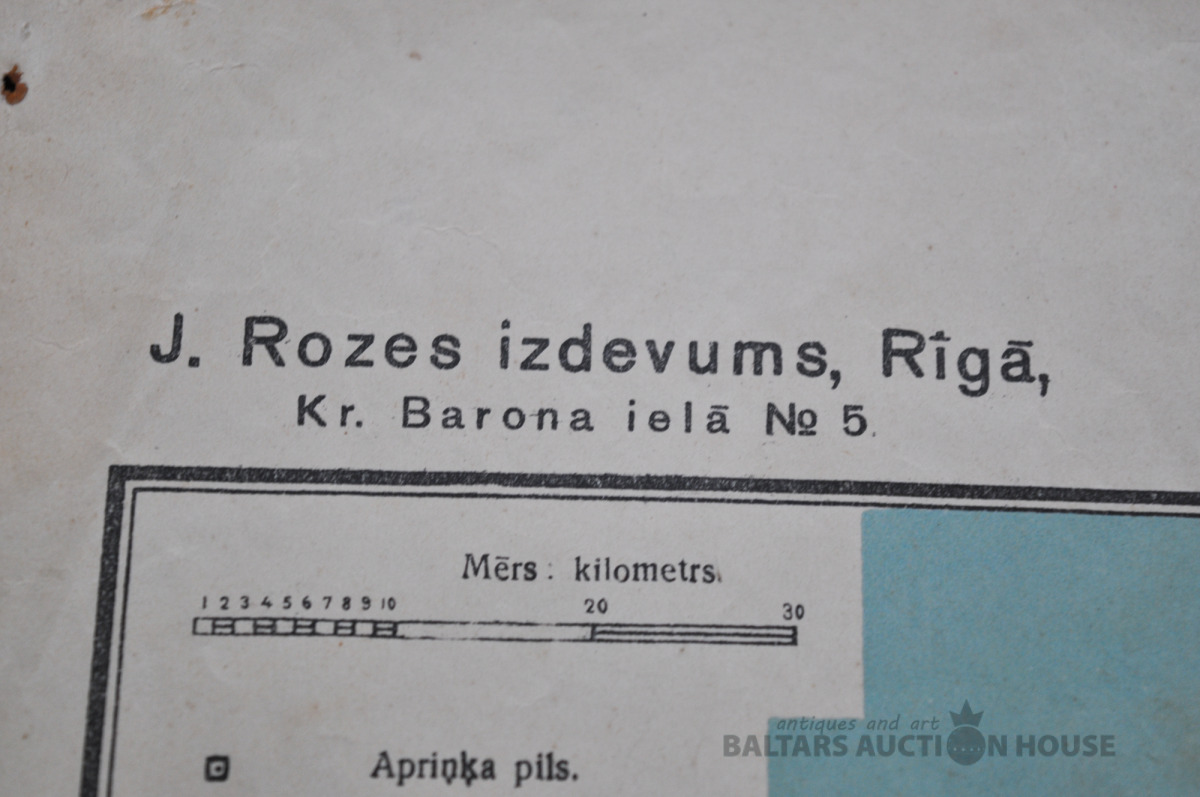 J. Rozes izdevums, Rīgā,
Kr. Barona ielā № 5.
Mērs: kilometrs.
1 2 3 4 5 6 7 8 9 10 20 30
Apriņķa pils.
antiques and art
BALTARS AUCTION HOUSE